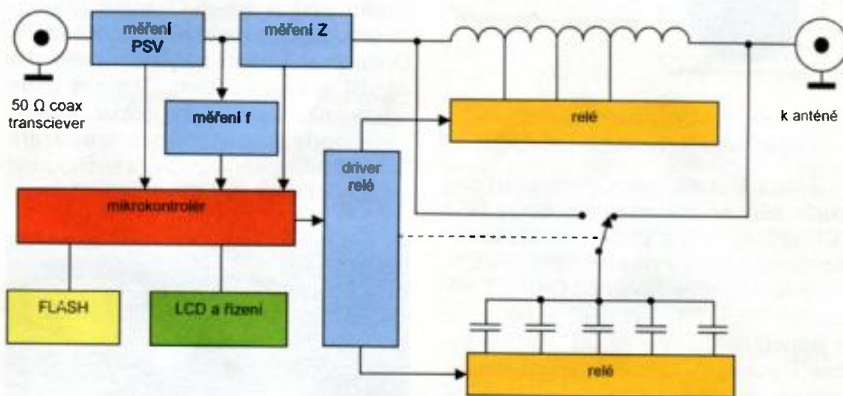 měření
PSV
měření Z
50 Ω coax
transciever
měření f
relé
k anténě
driver
relé
mikrokontrolér
FLASH
LCD a řízení
relé